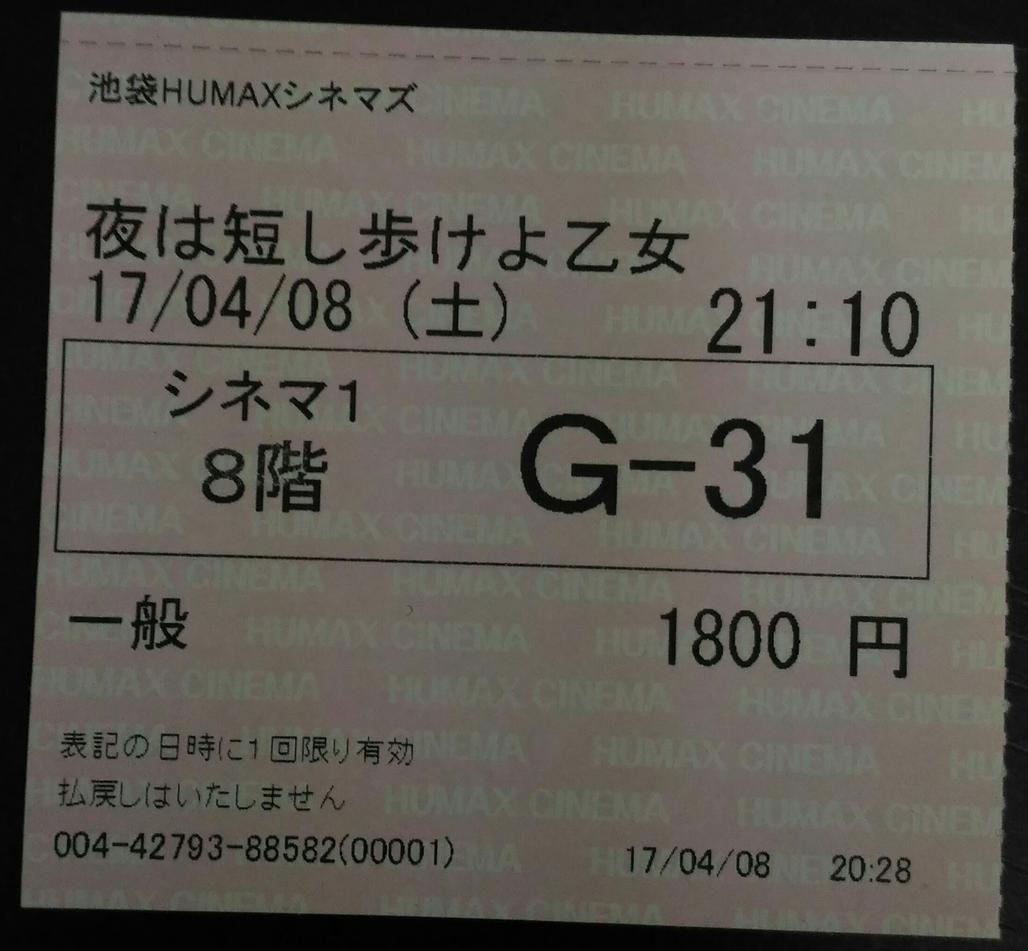 池袋HUMAXシネマズ
夜は短し歩けよ乙女
17/04/08 (土) 21:10
シネマ1
8階 G-31
一般 1800 円
表記の日時に1回限り有効
払戻しはいたしません
004-42793-88582(00001) 17/04/08 20:28